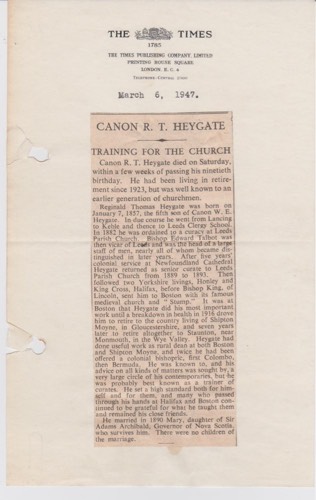 THE TIMES
1785
THE TIMES PUBLISHING COMPANY, LIMITED
PRINTING HOUSE SQUARE
LONDON E.C. 4
TELEPHONE: CENTRAL
March 6, 1947.
CANON R. T. HEYGATE
TRAINING FOR THE CHURCH
Canon R. T. Heygate died on Saturday,
within a few weeks of passing his ninetieth
birthday. He had been living in retire-
ment since 1923, but was well known to an
earlier generation of churchmen.
Reginald Thomas Heygate was born on
January 7, 1857, the fifth son of Canon W. E.
Heygate. In due course he went from Lancing
to Keble and thence to Leeds Clergy School.
In 1882 he was ordained to a curacy at Leeds
Parish Church. Bishop Edward Talbot was
then vicar of Leeds and was the head of a large
staff of men, nearly all of whom became dis-
tinguished in later years. After five years'
colonial service at Newfoundland Cathedral
Heygate returned as senior curate to Leeds
Parish Church from 1889 to 1893. Then
followed two Yorkshire livings, Honley and
King Cross, Halifax, before Bishop King, of
Lincoln, sent him to Boston with its famous
medieval church and "Stump." It was at
Boston that Heygate did his most important
work until a breakdown in health in 1916 drove
him to retire to the country living of Shipton
Moyne, in Gloucestershire, and seven years
later to retire altogether to Staunton, near
Monmouth, in the Wye Valley. Heygate had
done useful work as rural dean at both Boston
and Shipton Moyne, and twice he had been
offered a colonial bishopric, first Colombo,
then Bermuda. He was known to, and his
advice on all kinds of matters was sought by, a
very large circle of his contemporaries, but he
was probably best known as a trainer of
curates. He set a high standard both for him-
self and for them, and many who passed
through his hands at Halifax and Boston con-
tinued to be grateful for what he taught them
and remained his close friends.
He married in 1890 Mary, daughter of Sir
Adams Archibald, Governor of Nova Scotia,
who survives him. There were no children of
the marriage.